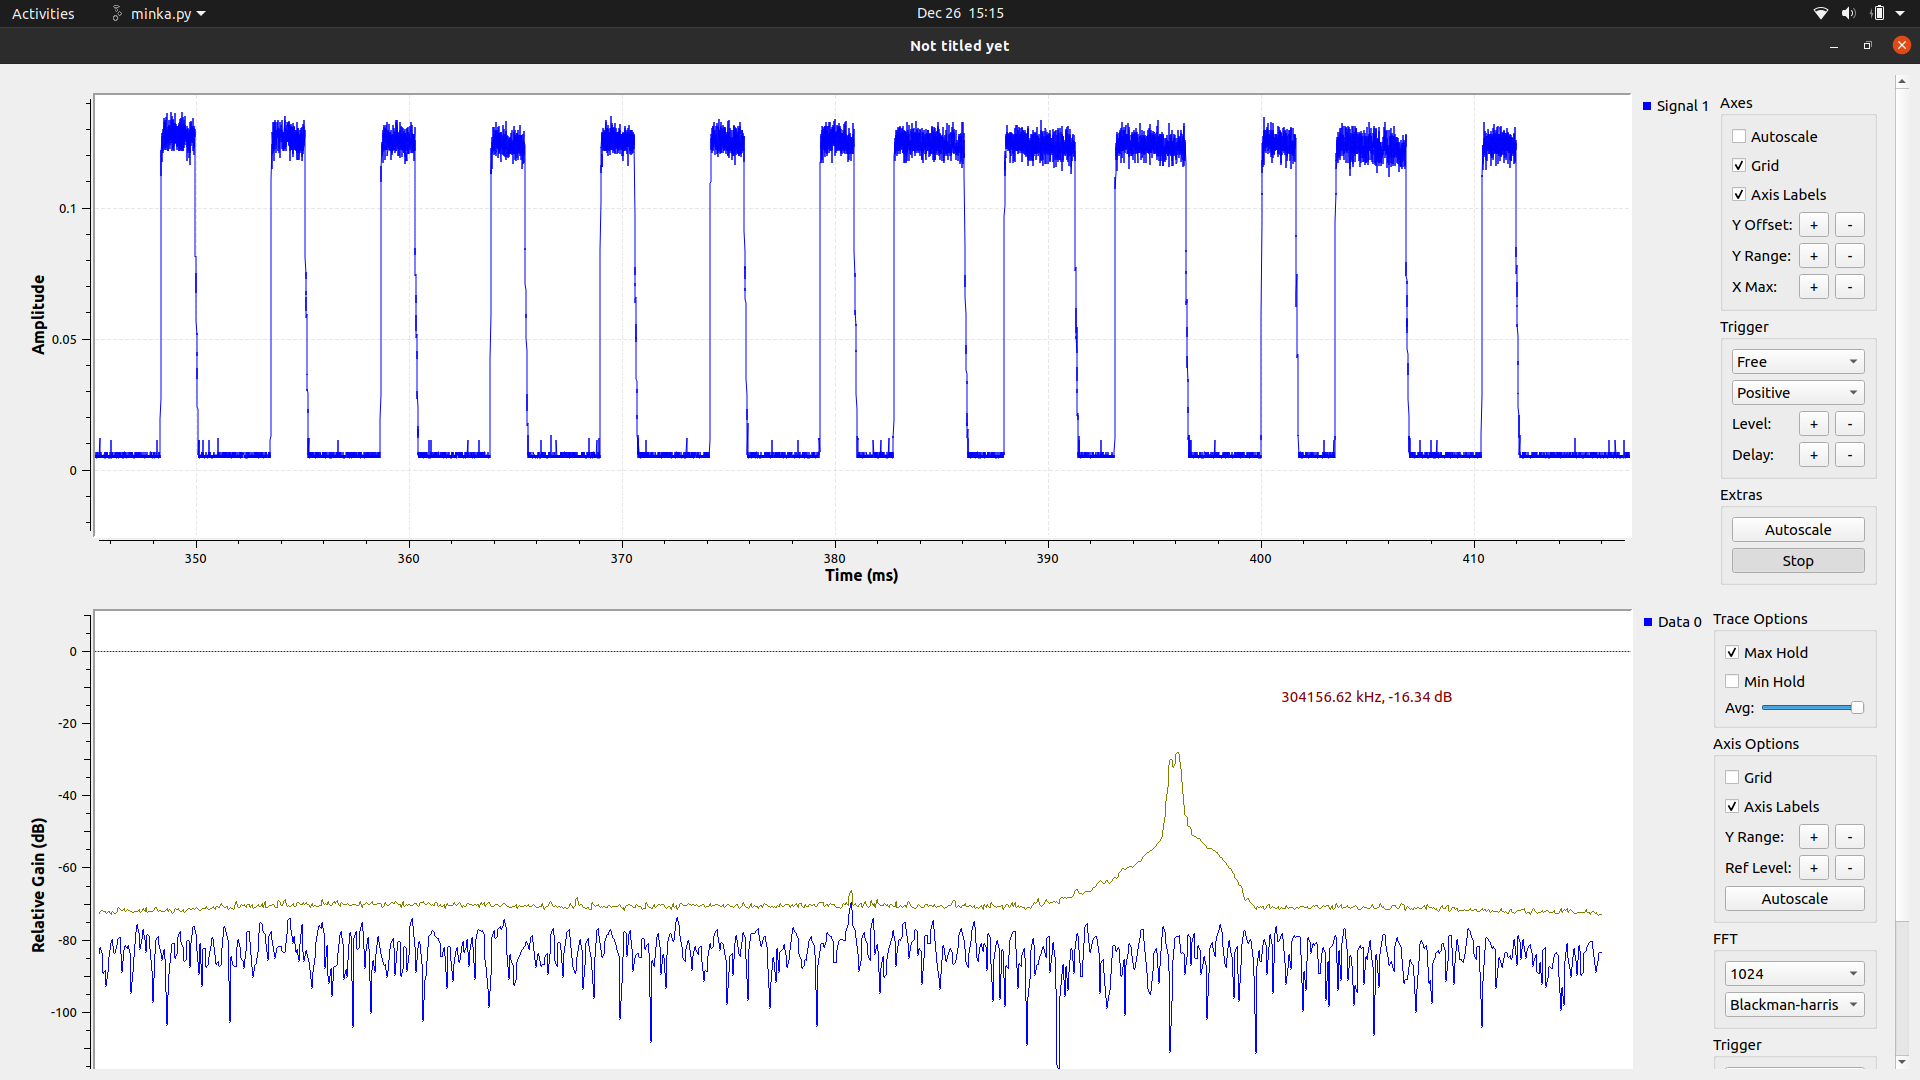 Activities minka.py Dec 26 15:15
Not titled yet
Signal 1
Amplitude
0.1
0.05
0
350 360 370 380 390 400 410
Time (ms)
Axes
Autoscale
Grid
Axis Labels
Y Offset: + -
Y Range: + -
X Max: + -
Trigger
Free
Positive
Level: + -
Delay: + -
Extras
Autoscale
Stop
Data 0
Relative Gain (dB)
0
-20
-40
-60
-80
-100
304156.62 kHz, -16.34 dB
Trace Options
Max Hold
Min Hold
Avg:
Axis Options
Grid
Axis Labels
Y Range: + -
Ref Level: + -
Autoscale
FFT
1024
Blackman-harris
Trigger